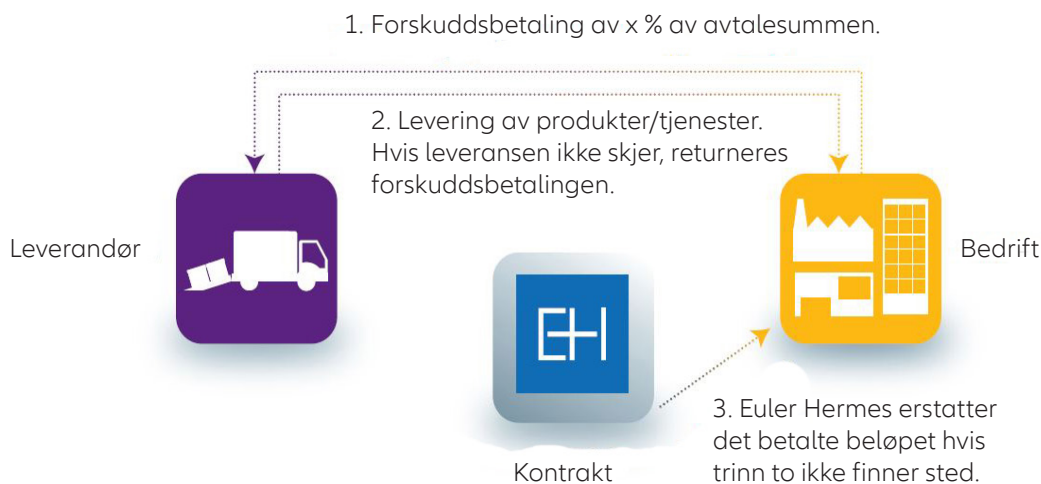 1. Forskuddsbetaling av x % av avtalesummen.
2. Levering av produkter/tjenester.
Hvis leveransen ikke skjer, returneres
forskuddsbetalingen.
Leverandør
Bedrift
EH
3. Euler Hermes erstatter
det betalte beløpet hvis
trinn to ikke finner sted.
Kontrakt